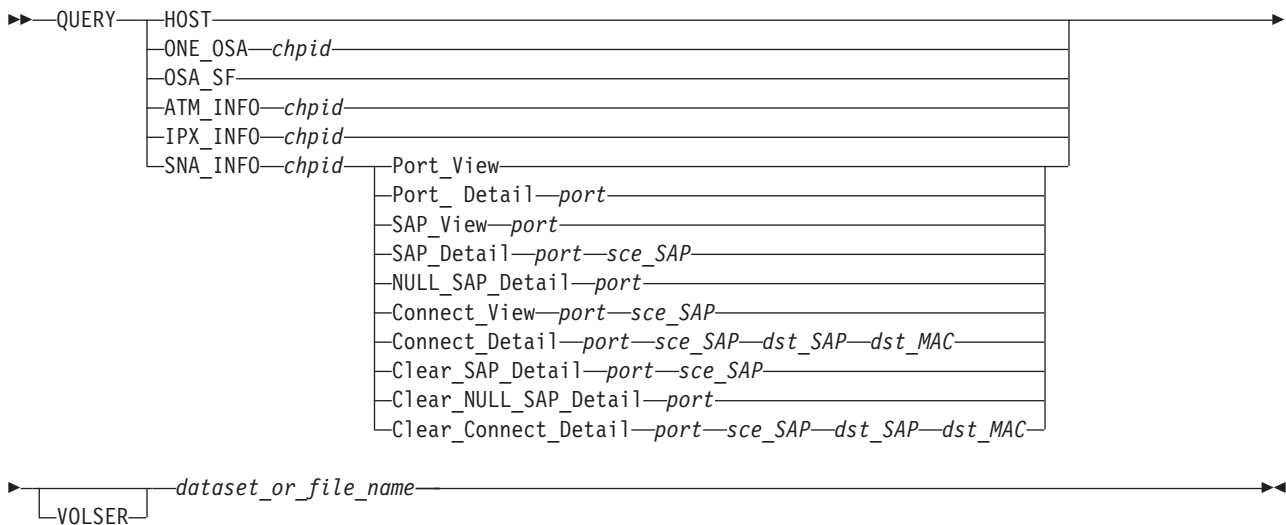 QUERY HOST
ONE_OSA chpid
OSA_SF
ATM_INFO chpid
IPX_INFO chpid
SNA_INFO chpid Port_View
Port_ Detail port
SAP_View port
SAP_Detail port sce_SAP
NULL_SAP_Detail port
Connect_View port sce_SAP
Connect_Detail port sce_SAP dst_SAP dst_MAC
Clear_SAP_Detail port sce_SAP
Clear_NULL_SAP_Detail port
Clear_Connect_Detail port sce_SAP dst_SAP dst_MAC
dataset_or_file_name
VOLSER